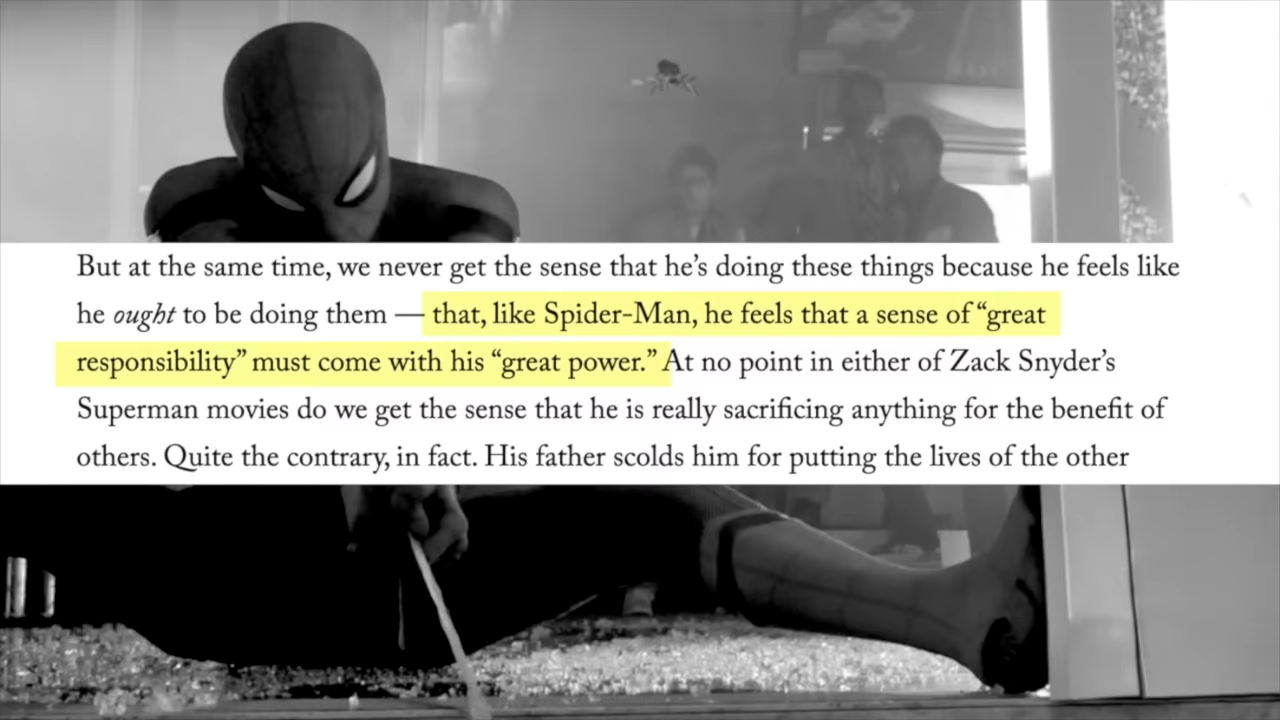 But at the same time, we never get the sense that he’s doing these things because he feels like
he ought to be doing them — that, like Spider-Man, he feels that a sense of “great
responsibility” must come with his “great power.” At no point in either of Zack Snyder’s
Superman movies do we get the sense that he is really sacrificing anything for the benefit of
others. Quite the contrary, in fact. His father scolds him for putting the lives of the other